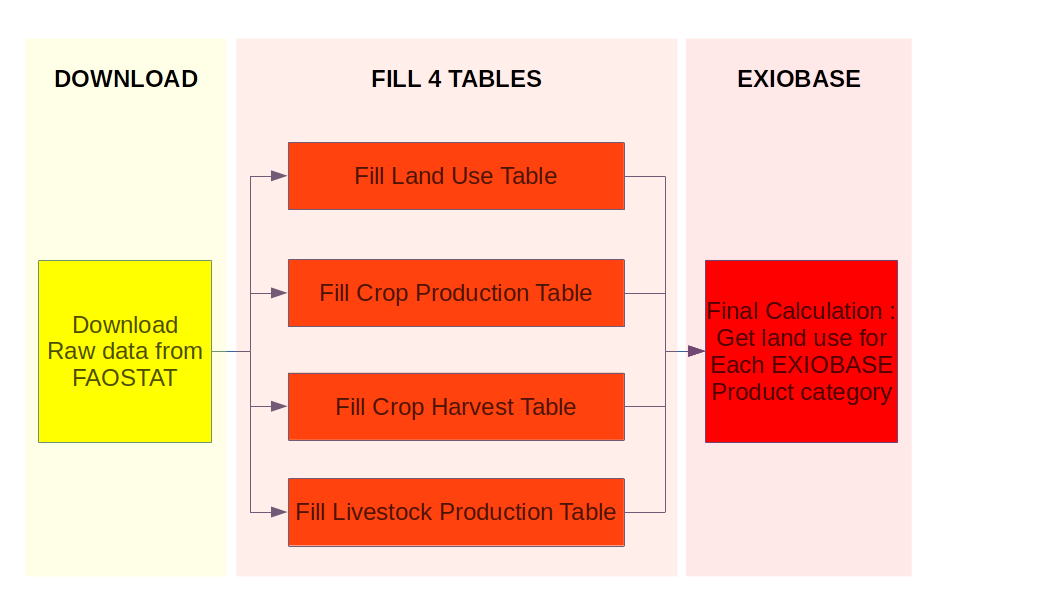 DOWNLOAD
FILL 4 TABLES
EXIOBASE
Download
Raw data from
FAOSTAT
Fill Land Use Table
Fill Crop Production Table
Fill Crop Harvest Table
Fill Livestock Production Table
Final Calculation :
Get land use for
Each EXIOBASE
Product category